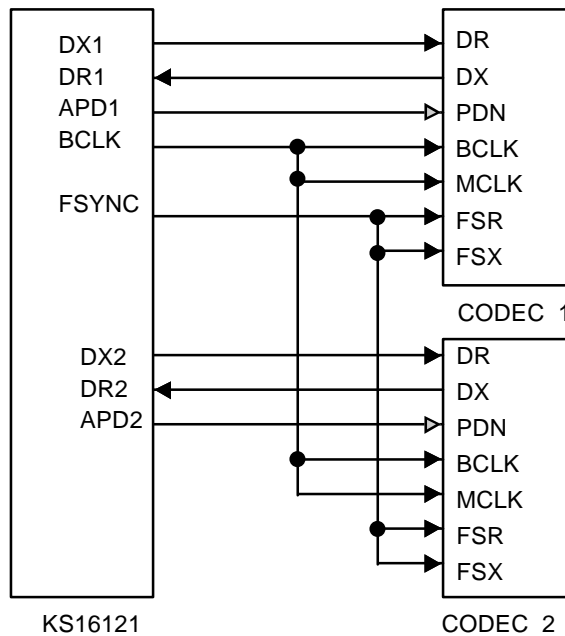 DX1
DR1
APD1
BCLK
FSYNC
DX2
DR2
APD2
KS16121
DR
DX
PDN
BCLK
MCLK
FSR
FSX
CODEC 1
DR
DX
PDN
BCLK
MCLK
FSR
FSX
CODEC 2